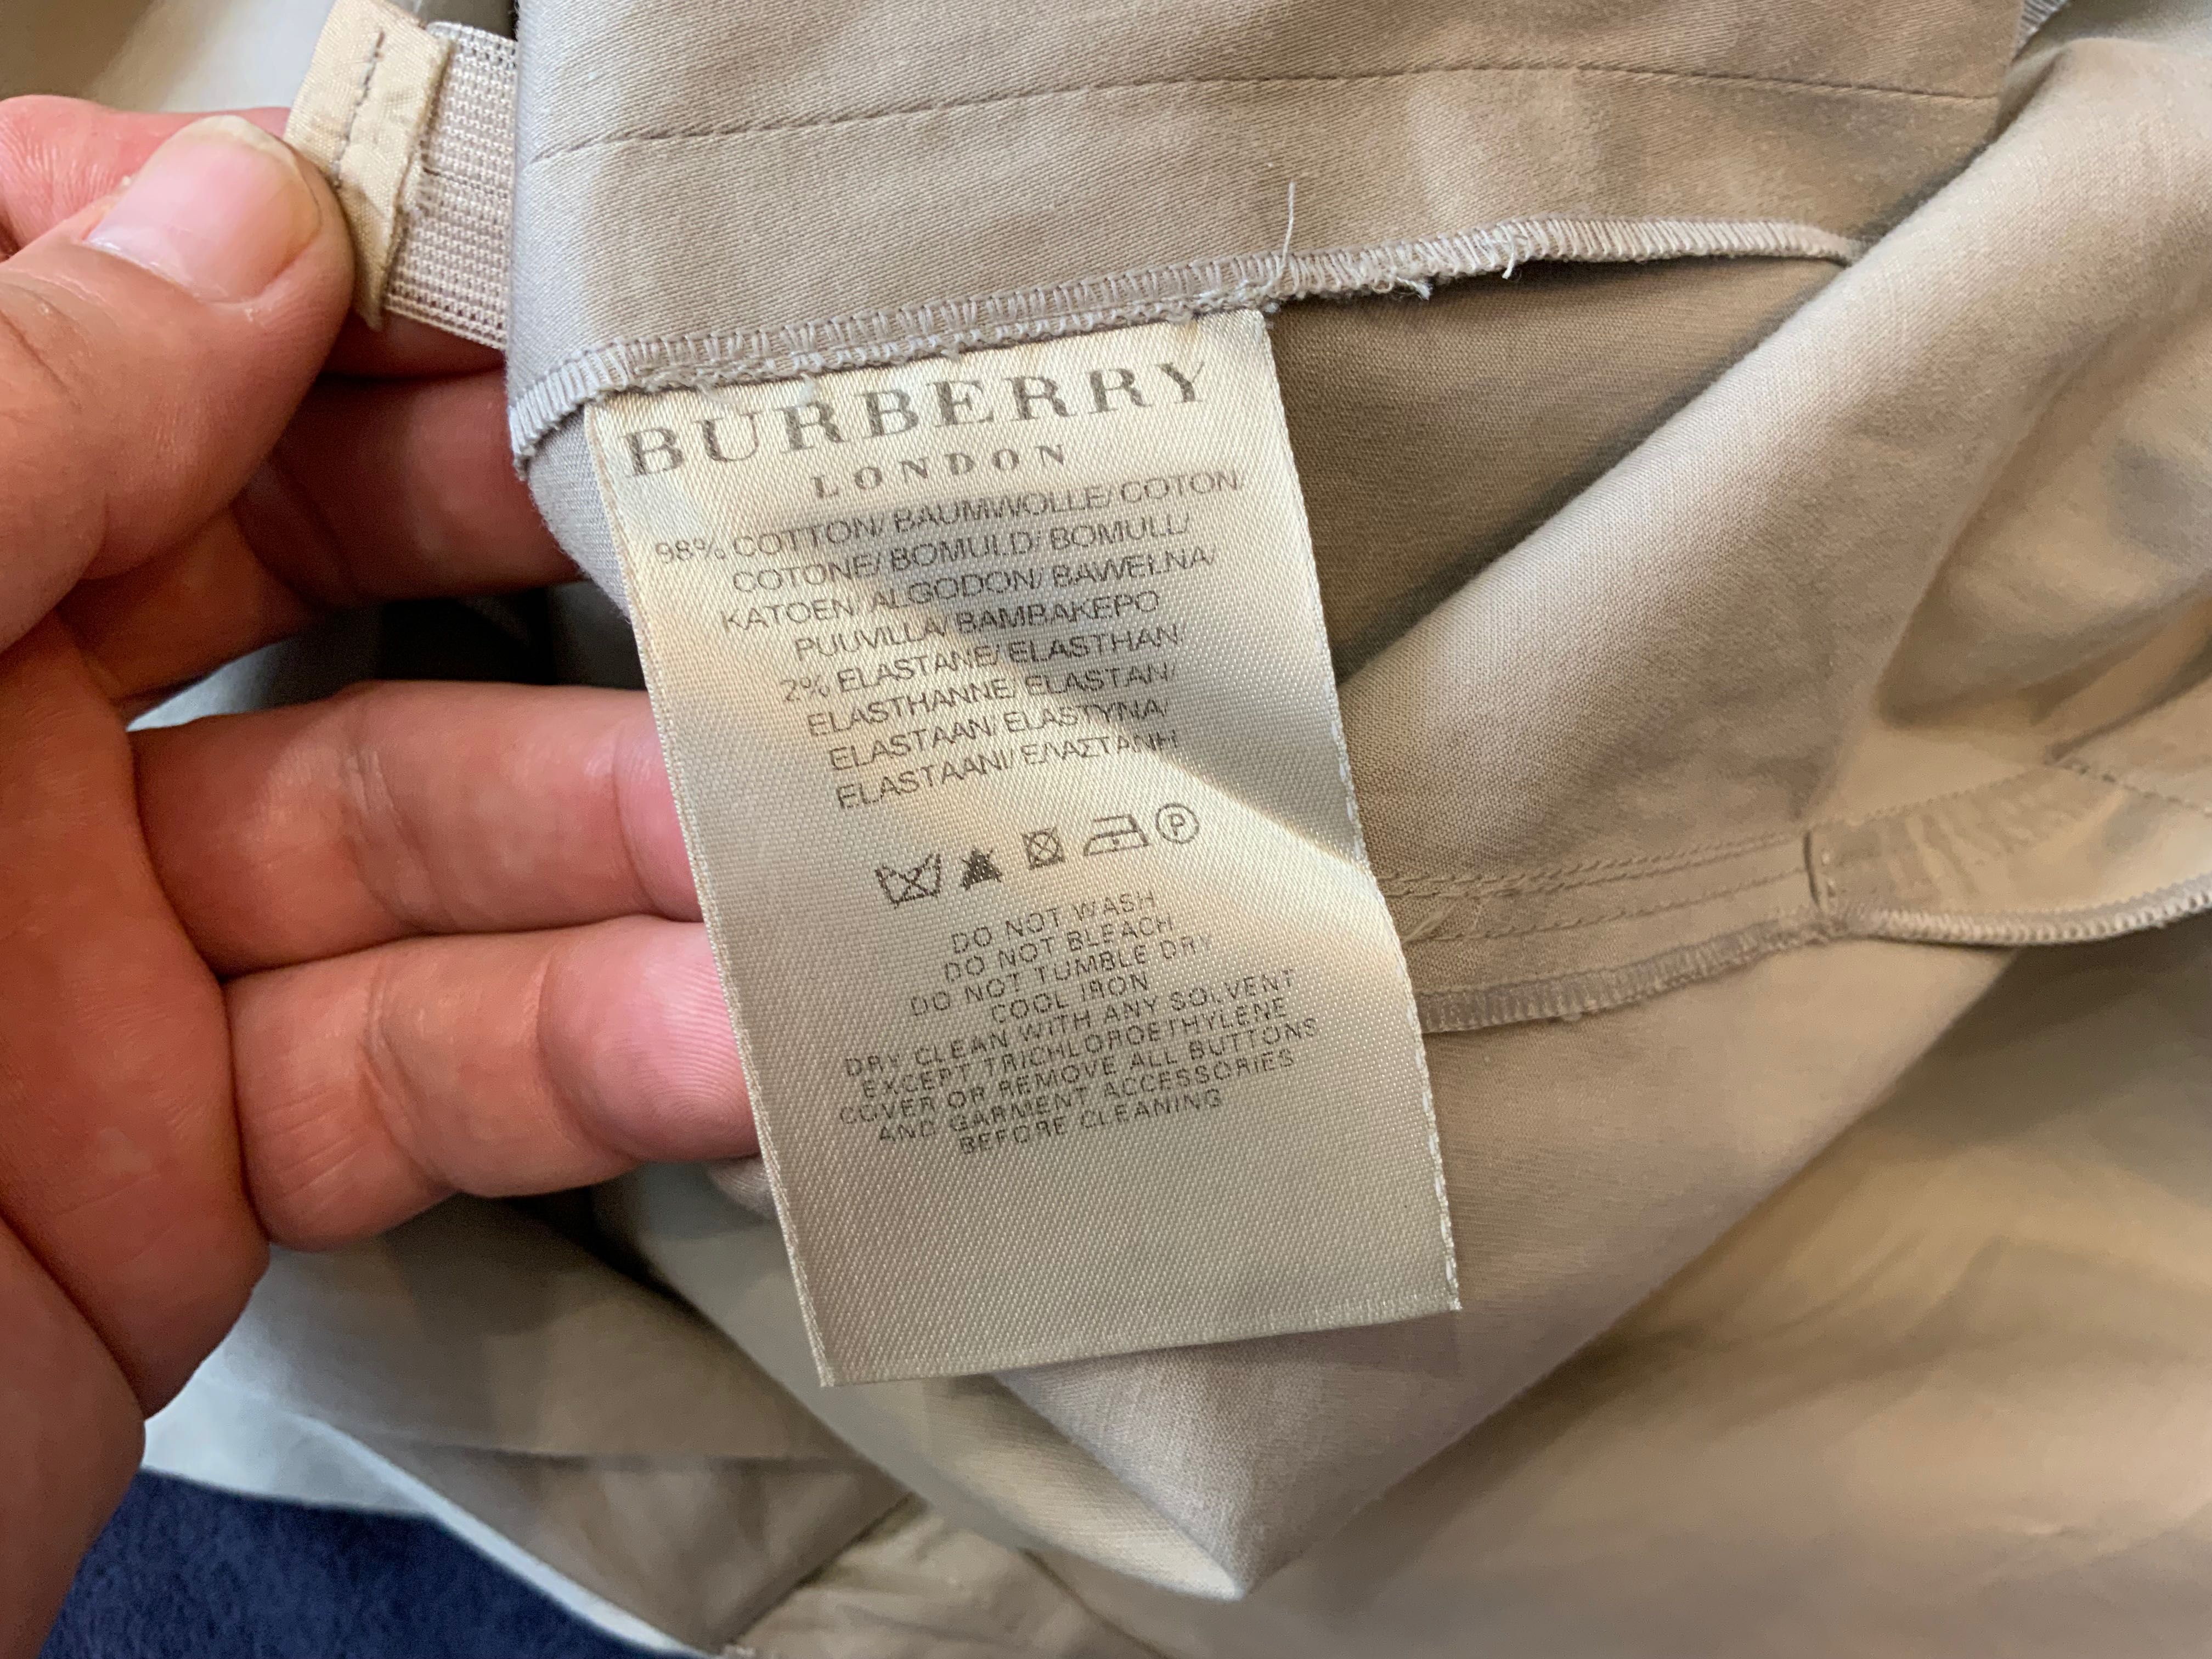 BURBERRY
LONDON
98% COTTON/ BAUMWOLLE/ COTON/
COTONE/ BOMULD/ BOMULL/
KATOEN/ ALGODON/ BAWEŁNA/
PUUVILLA/ BAMBAKEPO
2% ELASTANE/ ELASTHAN
ELASTHANNE/ ELASTAN/
ELASTAAN/ ELASTYNA/
ELASTAANI/ ΕΛΑΣΤΑΝΗ
P
DO NOT WASH
DO NOT BLEACH
DO NOT TUMBLE DRY
COOL IRON
DRY CLEAN WITH ANY SOLVENT
EXCEPT TRICHLOROETHYLENE
COVER OR REMOVE ALL BUTTONS
AND GARMENT ACCESSORIES
BEFORE CLEANING